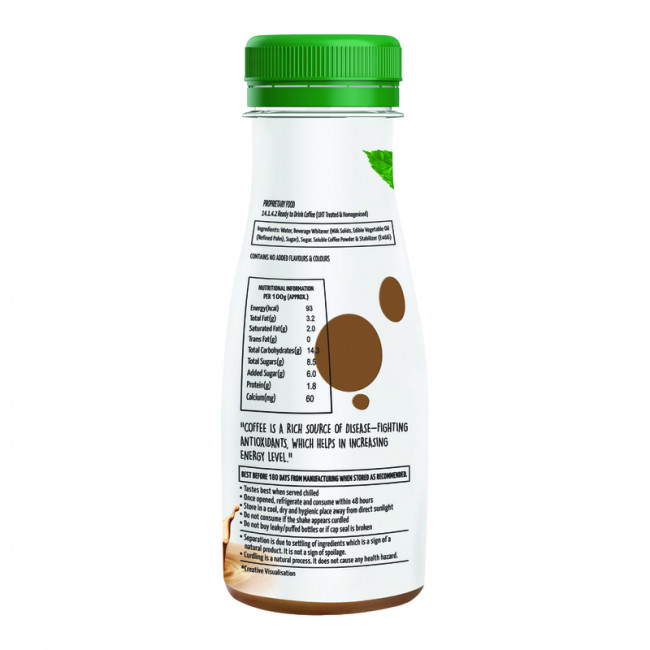 PROPRIETARY FOOD
14.1.4.2 Ready to Drink Coffee (UHT Treated & Homogenised)
Ingredients: Water, Beverage Whitener (Milk Solids, Edible Vegetable Oil
(Refined Palm), Sugar), Sugar, Soluble Coffee Powder & Stabilizer (E466)
CONTAINS NO ADDED FLAVOURS & COLOURS
NUTRITIONAL INFORMATION
PER 100g (APPROX.)
Energy(kcal) 93
Total Fat(g) 3.2
Saturated Fat(g) 2.0
Trans Fat(g) 0
Total Carbohydrates(g) 14.3
Total Sugars(g) 8.5
Added Sugar(g) 6.0
Protein(g) 1.8
Calcium(mg) 60
"COFFEE IS A RICH SOURCE OF DISEASE-FIGHTING
ANTIOXIDANTS, WHICH HELPS IN INCREASING
ENERGY LEVEL."
BEST BEFORE 180 DAYS FROM MANUFACTURING WHEN STORED AS RECOMMENDED.
• Tastes best when served chilled
• Once opened, refrigerate and consume within 48 hours
• Store in a cool, dry and hygienic place away from direct sunlight
• Do not consume if the shake appears curdled
• Do not buy leaky/puffed bottles or if cap seal is broken
• Separation is due to settling of ingredients which is a sign of a
natural product. It is not a sign of spoilage.
• Curdling is a natural process. It does not cause any health hazard.
*Creative Visualisation